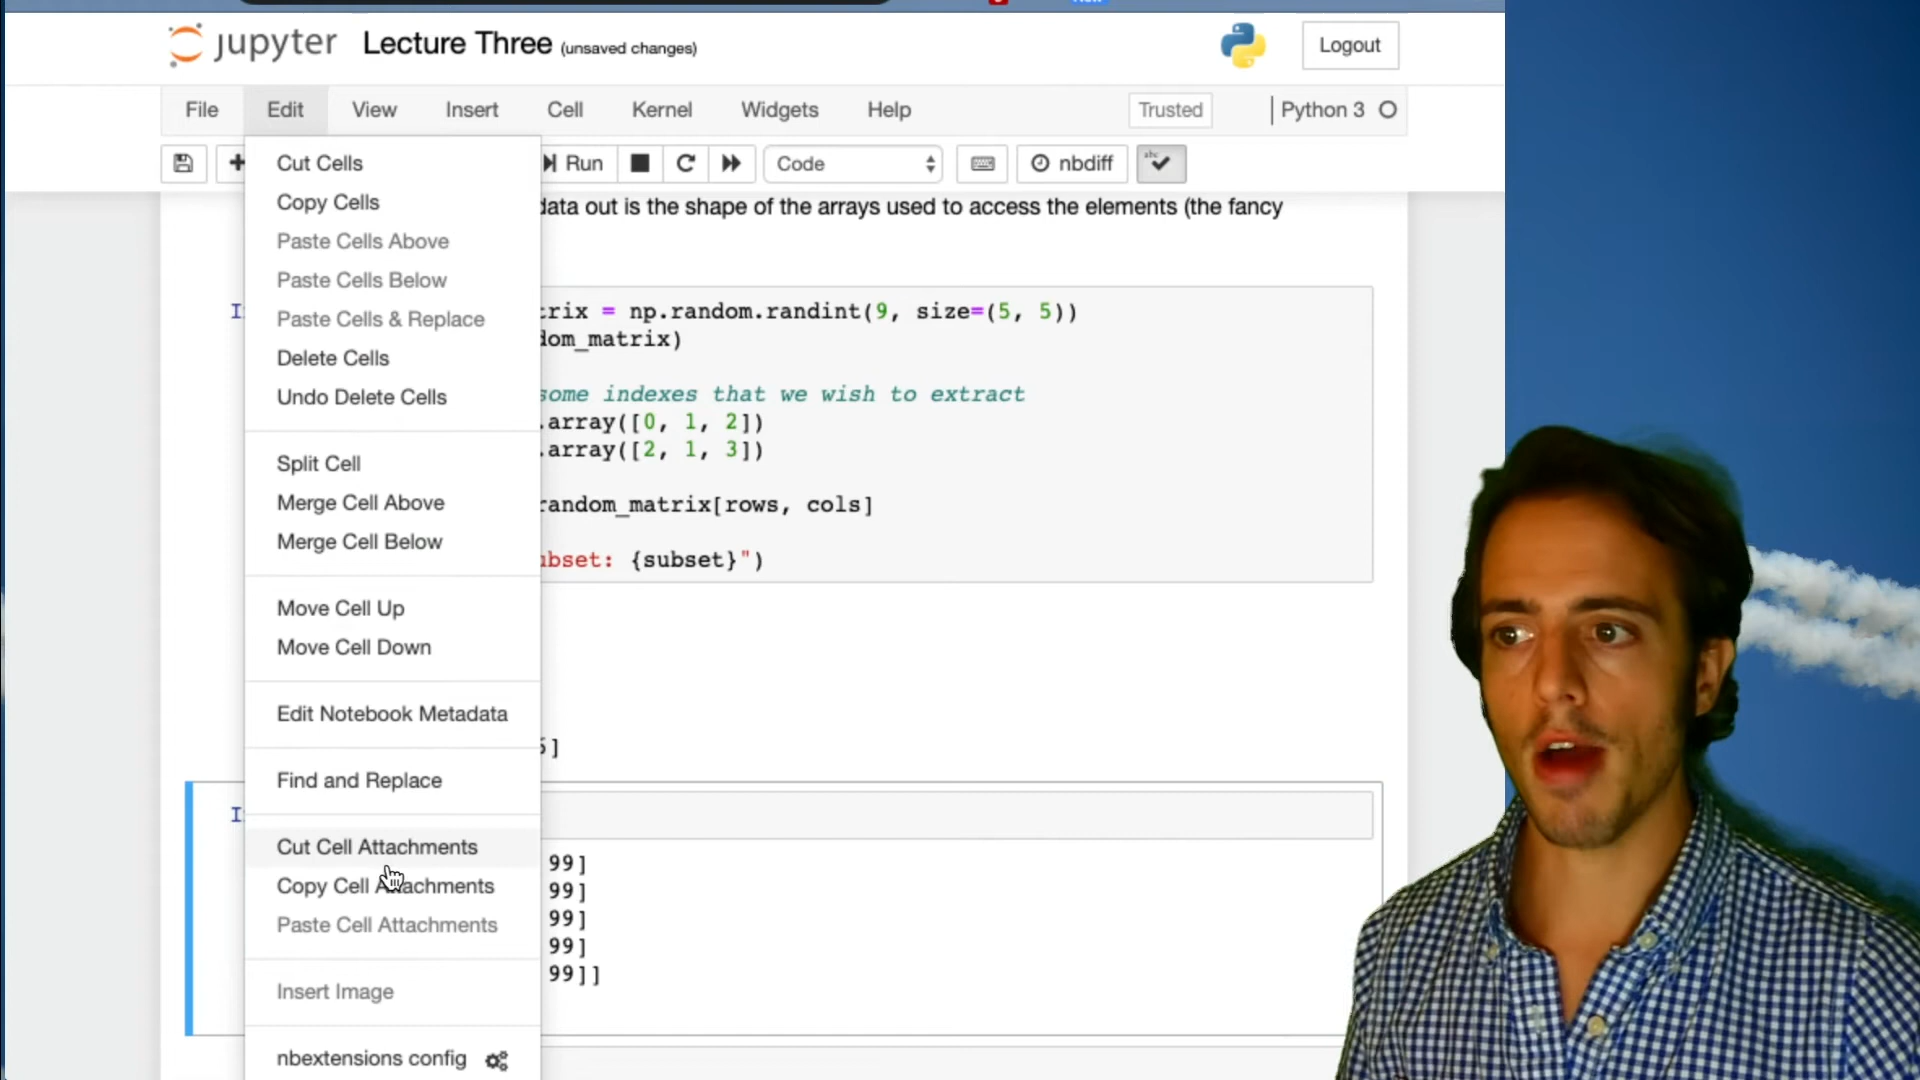 jupyter Lecture Three (unsaved changes)
Logout
File Edit View Insert Cell Kernel Widgets Help
Trusted
Python 3
Run
Code
nbdiff
abc
Cut Cells
Copy Cells
Paste Cells Above
Paste Cells Below
Paste Cells & Replace
Delete Cells
Undo Delete Cells
Split Cell
Merge Cell Above
Merge Cell Below
Move Cell Up
Move Cell Down
Edit Notebook Metadata
Find and Replace
Cut Cell Attachments
Copy Cell Attachments
Paste Cell Attachments
Insert Image
nbextensions config
data out is the shape of the arrays used to access the elements (the fancy
trix = np.random.randint(9, size=(5, 5))
dom_matrix)
some indexes that we wish to extract
.array([0, 1, 2])
.array([2, 1, 3])
random_matrix[rows, cols]
ubset: {subset}")
]
99]
99]
99]
99]
99]]